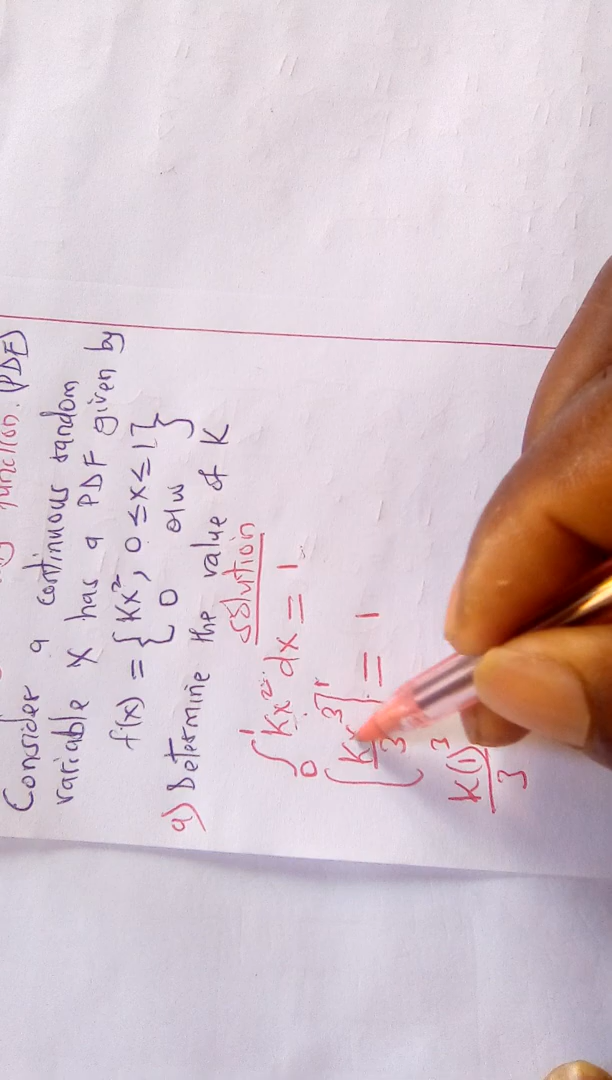 function (PDF)
Consider a continuous random
variable X has a PDF given by
f(x) = { Kx², 0 ≤ x ≤ 1 }
0 o/w
a) Determine the value of K
Solution
∫₀¹ Kx² dx = 1
[Kx³/3]¹ = 1
K(1)³/3